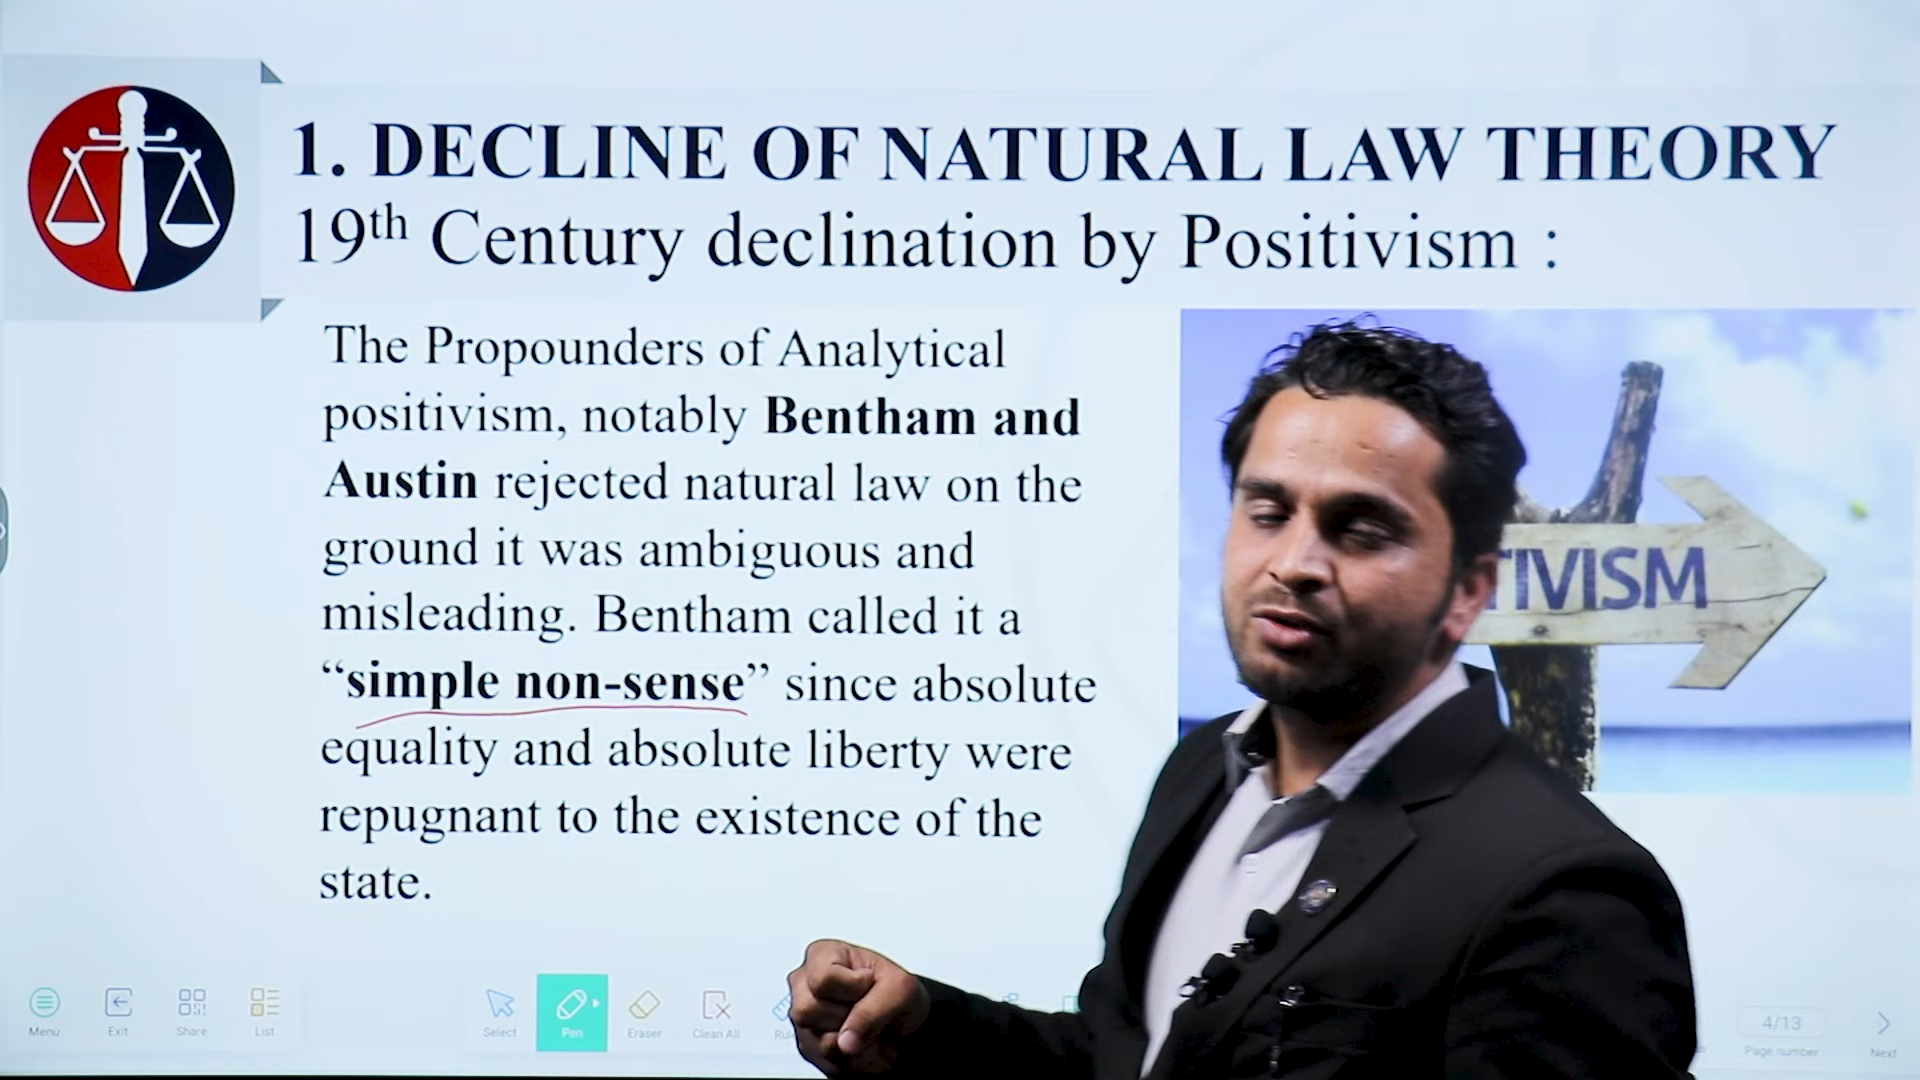 1. DECLINE OF NATURAL LAW THEORY
19th Century declination by Positivism :
The Propounders of Analytical
positivism, notably Bentham and
Austin rejected natural law on the
ground it was ambiguous and
misleading. Bentham called it a
“simple non-sense” since absolute
equality and absolute liberty were
repugnant to the existence of the
state.
TIVISM
Menu
Exit
Share
List
Select
Pen
Eraser
Clean All
4/13
Page number
Next